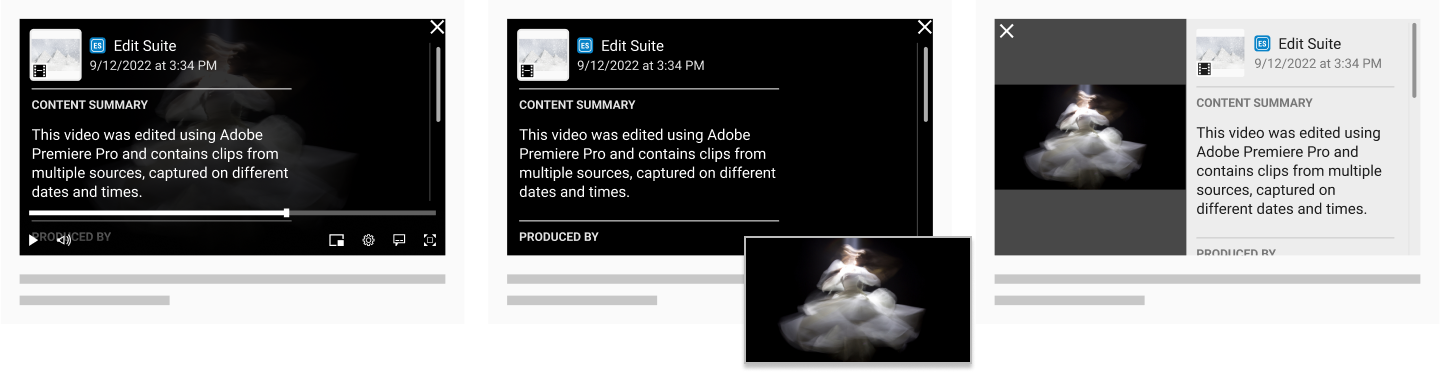 ES Edit Suite
9/12/2022 at 3:34 PM
CONTENT SUMMARY
This video was edited using Adobe
Premiere Pro and contains clips from
multiple sources, captured on different
dates and times.
PRODUCED BY
ES Edit Suite
9/12/2022 at 3:34 PM
CONTENT SUMMARY
This video was edited using Adobe
Premiere Pro and contains clips from
multiple sources, captured on different
dates and times.
PRODUCED BY
ES Edit Suite
9/12/2022 at 3:34 PM
CONTENT SUMMARY
This video was edited using
Adobe Premiere Pro and
contains clips from multiple
sources, captured on
different dates and times.
PRODUCED BY